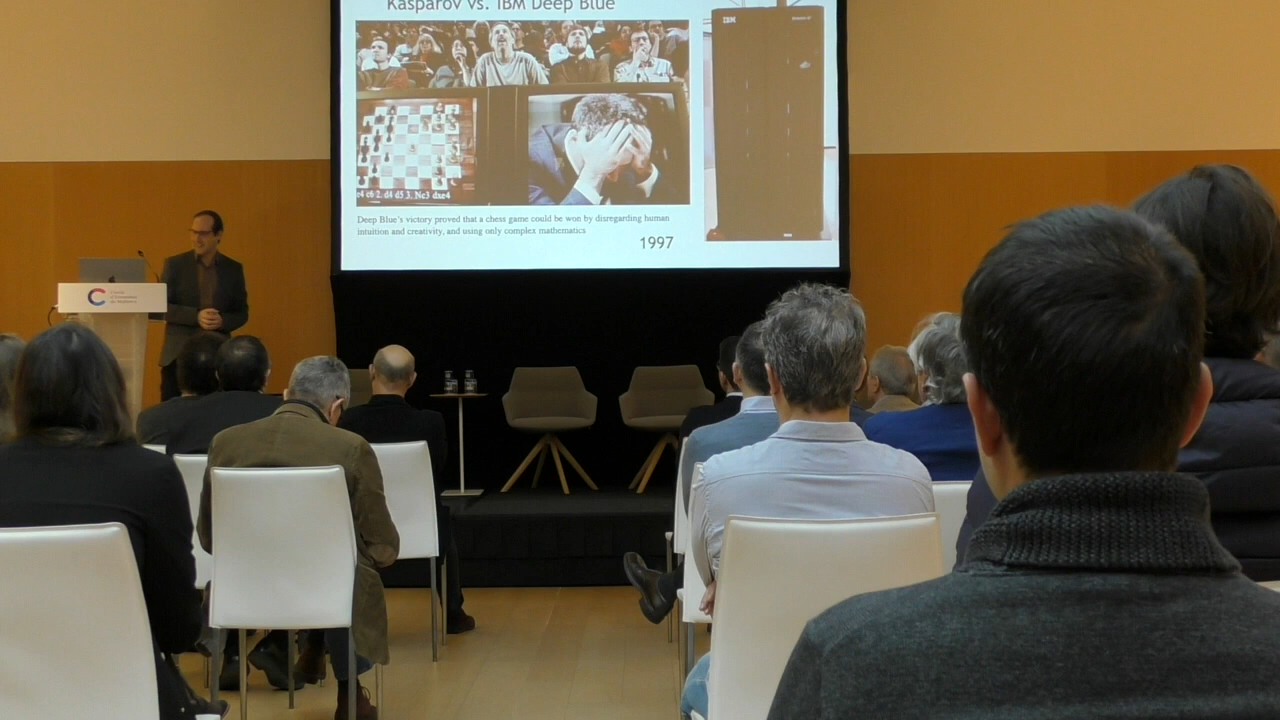 Kasparov vs. IBM Deep Blue
IBM
e4 c6 2. d4 d5 3. Nc3 dxe4
Deep Blue's victory proved that a chess game could be won by disregarding human
intuition and creativity, and using only complex mathematics
1997